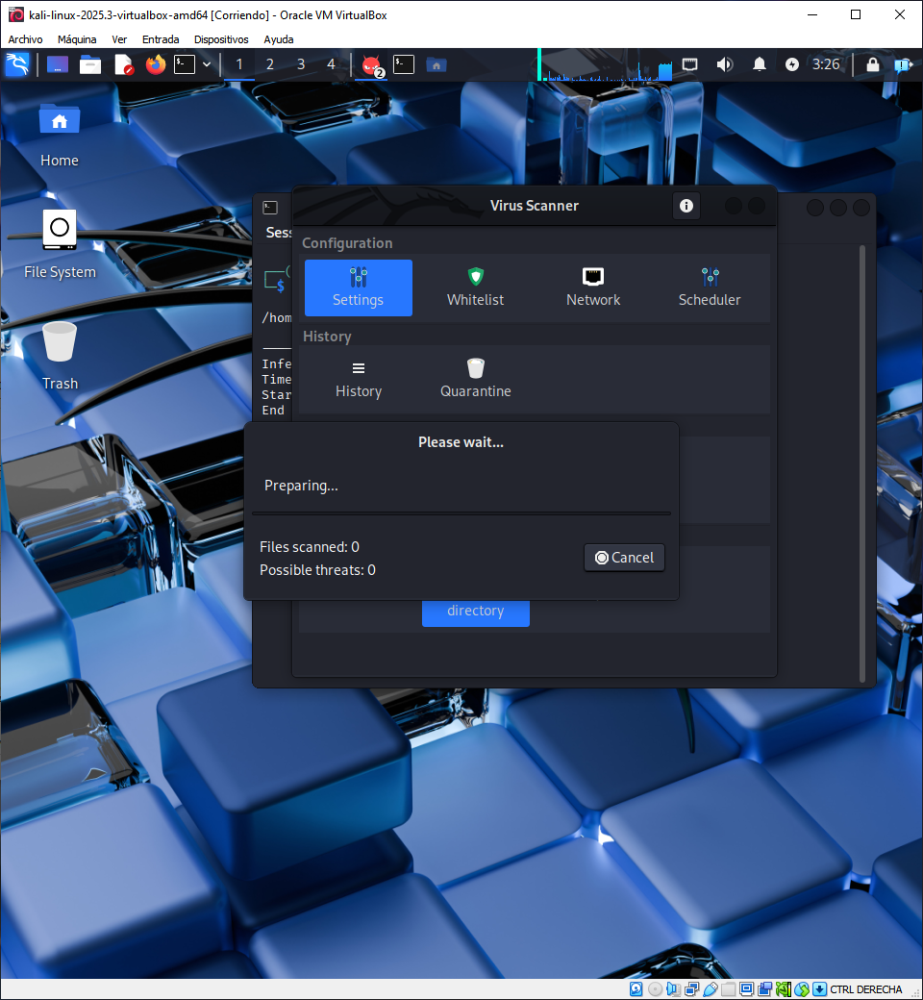 kali-linux-2025.3-virtualbox-amd64 [Corriendo] - Oracle VM VirtualBox
Archivo Máquina Ver Entrada Dispositivos Ayuda
1 2 3 4 2 3:26
Home
File System
Trash
Virus Scanner
Sess
Configuration
Settings Whitelist Network Scheduler
$
/hom
History
Infe
Time
Star
End
History Quarantine
Please wait...
Preparing...
Files scanned: 0
Possible threats: 0
Cancel
directory
CTRL DERECHA